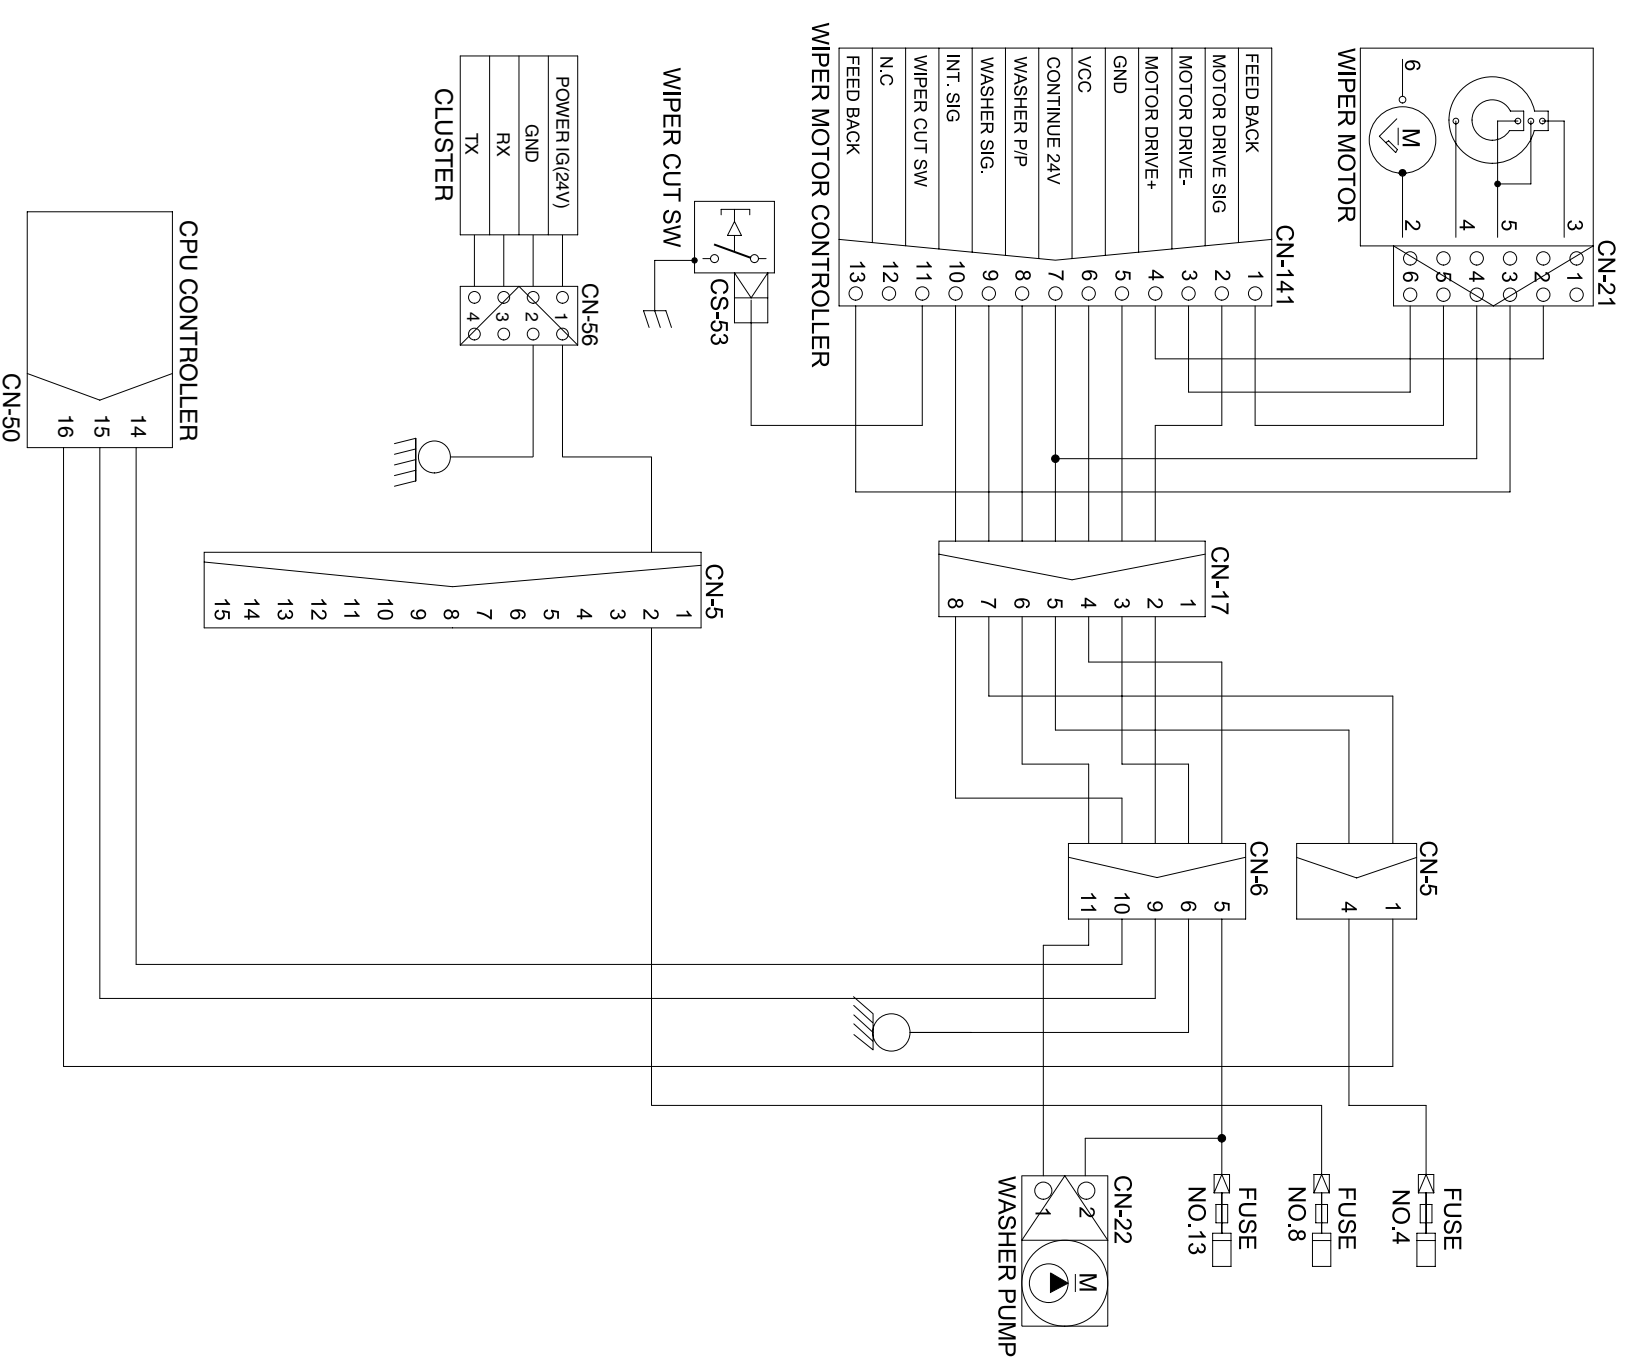 CN-21
3
5
4
2
6
M
WIPER MOTOR
1
2
3
4
5
6
CN-141
FEED BACK
MOTOR DRIVE SIG
MOTOR DRIVE-
MOTOR DRIVE+
GND
VCC
CONTINUE 24V
WASHER P/P
WASHER SIG.
INT. SIG
WIPER CUT SW
N.C
FEED BACK
1
2
3
4
5
6
7
8
9
10
11
12
13
WIPER MOTOR CONTROLLER
CS-53
WIPER CUT SW
CN-56
POWER IG(24V)
GND
RX
TX
1
2
3
4
CLUSTER
CPU CONTROLLER
14
15
16
CN-50
CN-17
1
2
3
4
5
6
7
8
CN-5
1
2
3
4
5
6
7
8
9
10
11
12
13
14
15
CN-5
1
4
CN-6
5
6
9
10
11
FUSE
NO.4
FUSE
NO.8
FUSE
NO.13
CN-22
2
1
M
WASHER PUMP